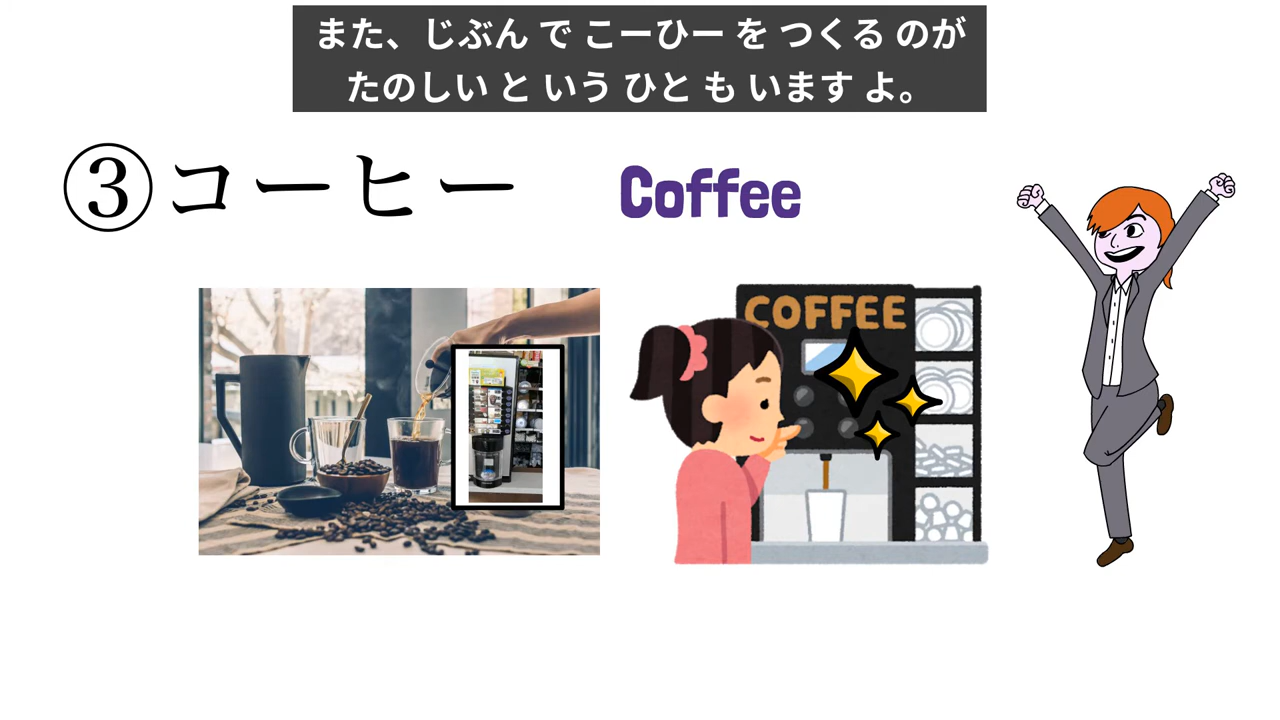 また、じぶん で こーひー を つくる のが
たのしい と いう ひと も います よ。
③コーヒー
Coffee
COFFEE